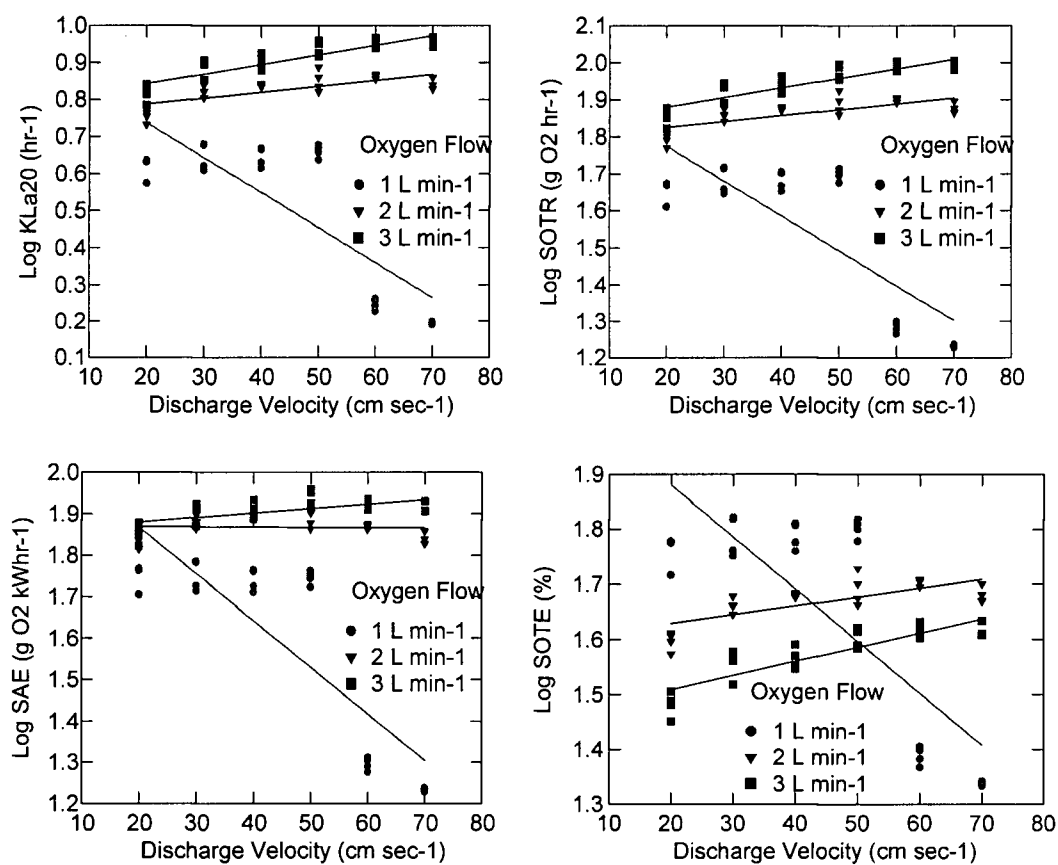 1.0
0.9
0.8
0.7
0.6
0.5
0.4
0.3
0.2
0.1
Log KLa20 (hr-1)
Oxygen Flow
1 L min-1
2 L min-1
3 L min-1
10 20 30 40 50 60 70 80
Discharge Velocity (cm sec-1)
2.1
2.0
1.9
1.8
1.7
1.6
1.5
1.4
1.3
1.2
Log SOTR (g O2 hr-1)
Oxygen Flow
1 L min-1
2 L min-1
3 L min-1
10 20 30 40 50 60 70 80
Discharge Velocity (cm sec-1)
2.0
1.9
1.8
1.7
1.6
1.5
1.4
1.3
1.2
Log SAE (g O2 kWhr-1)
Oxygen Flow
1 L min-1
2 L min-1
3 L min-1
10 20 30 40 50 60 70 80
Discharge Velocity (cm sec-1)
1.9
1.8
1.7
1.6
1.5
1.4
1.3
Log SOTE (%)
Oxygen Flow
1 L min-1
2 L min-1
3 L min-1
10 20 30 40 50 60 70 80
Discharge Velocity (cm sec-1)